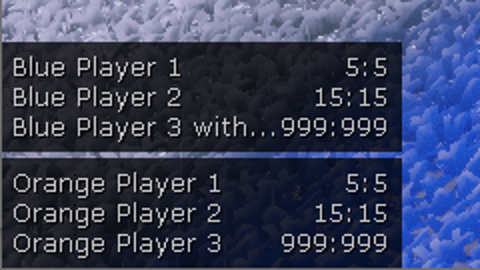 Blue Player 1 5:5
Blue Player 2 15:15
Blue Player 3 with...999:999
Orange Player 1 5:5
Orange Player 2 15:15
Orange Player 3 999:999